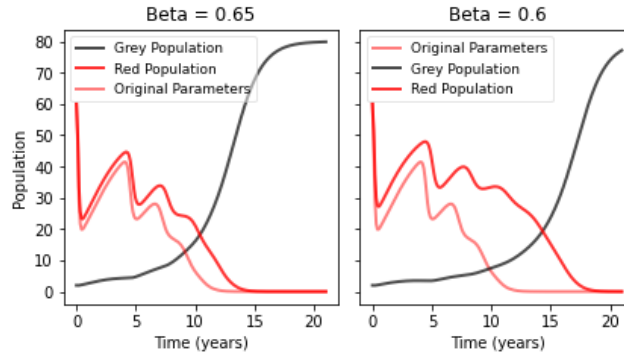 Beta = 0.65
Grey Population
Red Population
Original Parameters
Population
80
70
60
50
40
30
20
10
0
0 5 10 15 20
Time (years)
Beta = 0.6
Original Parameters
Grey Population
Red Population
0 5 10 15 20
Time (years)